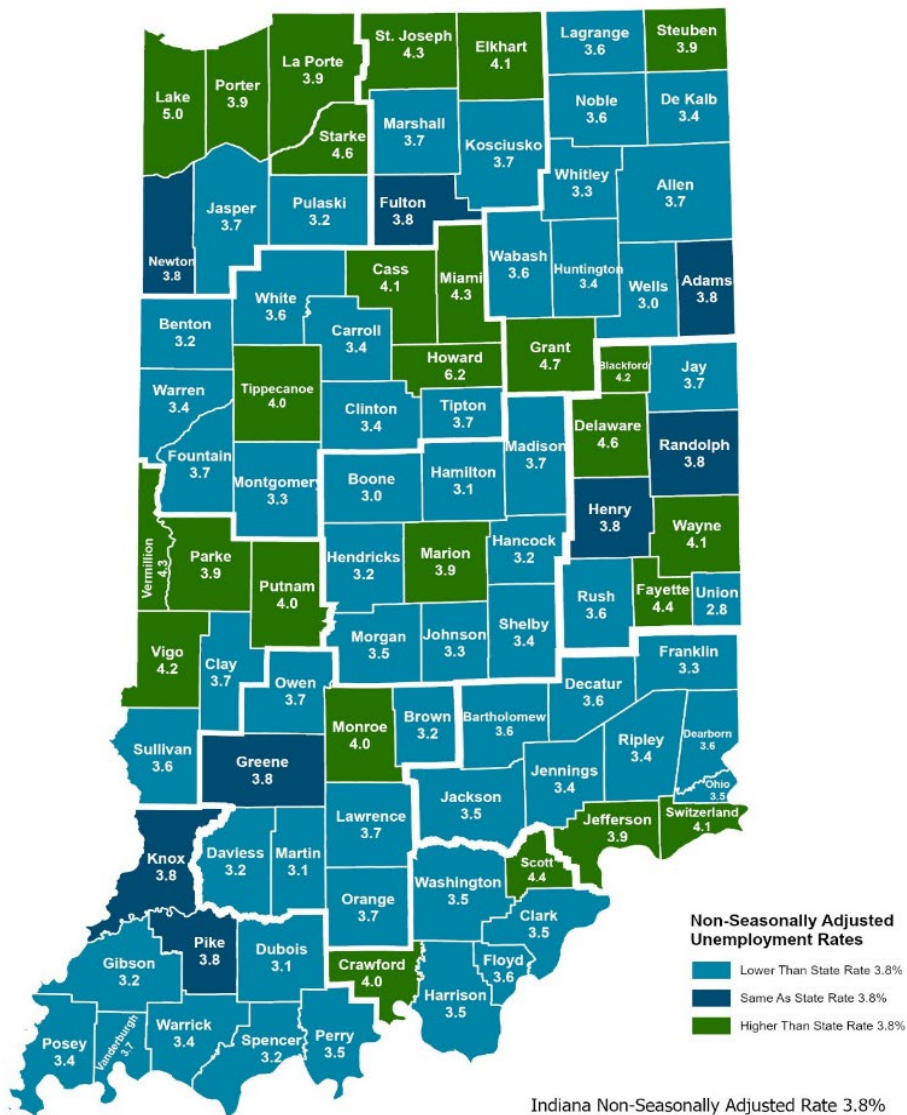 Lake
5.0
Porter
3.9
La Porte
3.9
Starke
4.6
St. Joseph
4.3
Elkhart
4.1
Lagrange
3.6
Steuben
3.9
Marshall
3.7
Kosciusko
3.7
Noble
3.6
De Kalb
3.4
Newton
3.8
Jasper
3.7
Pulaski
3.2
Fulton
3.8
Whitley
3.3
Allen
3.7
Wabash
3.6
Huntington
3.4
Wells
3.0
Adams
3.8
Benton
3.2
White
3.6
Cass
4.1
Miami
4.3
Carroll
3.4
Howard
6.2
Grant
4.7
Blackford
4.2
Jay
3.7
Warren
3.4
Tippecanoe
4.0
Clinton
3.4
Tipton
3.7
Madison
3.7
Delaware
4.6
Randolph
3.8
Fountain
3.7
Montgomery
3.3
Boone
3.0
Hamilton
3.1
Henry
3.8
Wayne
4.1
Vermillion
4.3
Parke
3.9
Putnam
4.0
Hendricks
3.2
Marion
3.9
Hancock
3.2
Rush
3.6
Fayette
4.4
Union
2.8
Vigo
4.2
Clay
3.7
Morgan
3.5
Johnson
3.3
Shelby
3.4
Franklin
3.3
Owen
3.7
Monroe
4.0
Brown
3.2
Bartholomew
3.6
Decatur
3.6
Sullivan
3.6
Greene
3.8
Jennings
3.4
Ripley
3.4
Dearborn
3.6
Ohio
3.5
Lawrence
3.7
Jackson
3.5
Jefferson
3.9
Switzerland
4.1
Knox
3.8
Daviess
3.2
Martin
3.1
Orange
3.7
Washington
3.5
Scott
4.4
Clark
3.5
Gibson
3.2
Pike
3.8
Dubois
3.1
Crawford
4.0
Harrison
3.5
Floyd
3.6
Posey
3.4
Vanderburgh
3.7
Warrick
3.4
Spencer
3.2
Perry
3.5
Non-Seasonally Adjusted
Unemployment Rates
Lower Than State Rate 3.8%
Same As State Rate 3.8%
Higher Than State Rate 3.8%
Indiana Non-Seasonally Adjusted Rate 3.8%